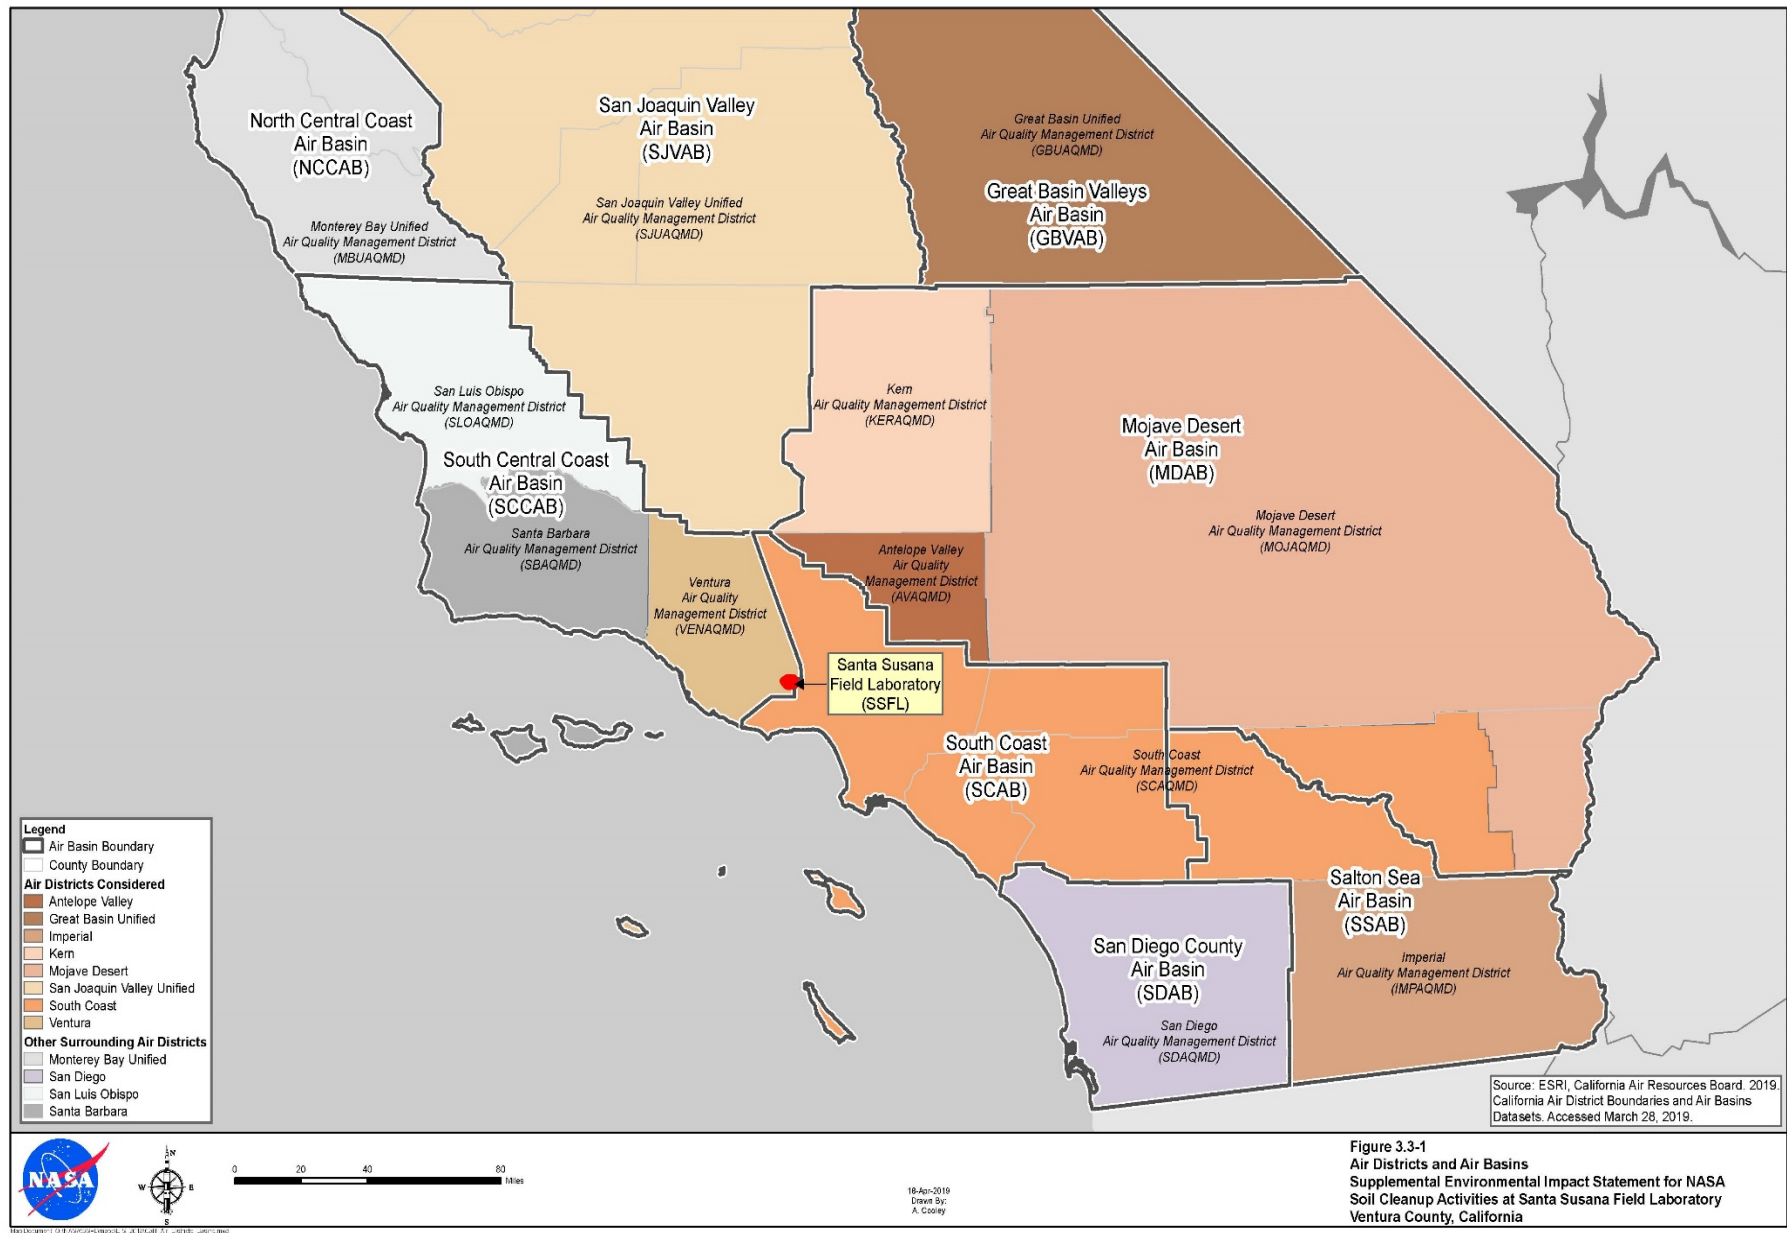 North Central Coast
Air Basin
(NCCAB)
Monterey Bay Unified
Air Quality Management District
(MBUAQMD)
San Joaquin Valley
Air Basin
(SJVAB)
San Joaquin Valley Unified
Air Quality Management District
(SJUAQMD)
Great Basin Unified
Air Quality Management District
(GBUAQMD)
Great Basin Valleys
Air Basin
(GBVAB)
San Luis Obispo
Air Quality Management District
(SLOAQMD)
South Central Coast
Air Basin
(SCCAB)
Santa Barbara
Air Quality Management District
(SBAQMD)
Kern
Air Quality Management District
(KERAQMD)
Mojave Desert
Air Basin
(MDAB)
Mojave Desert
Air Quality Management District
(MOJAQMD)
Antelope Valley
Air Quality
Management District
(AVAQMD)
Ventura
Air Quality
Management District
(VENAQMD)
Santa Susana
Field Laboratory
(SSFL)
South Coast
Air Basin
(SCAB)
South Coast
Air Quality Management District
(SCAQMD)
Salton Sea
Air Basin
(SSAB)
Imperial
Air Quality Management District
(IMPAQMD)
San Diego County
Air Basin
(SDAB)
San Diego
Air Quality Management District
(SDAQMD)
Legend
Air Basin Boundary
County Boundary
Air Districts Considered
Antelope Valley
Great Basin Unified
Imperial
Kern
Mojave Desert
San Joaquin Valley Unified
South Coast
Ventura
Other Surrounding Air Districts
Monterey Bay Unified
San Diego
San Luis Obispo
Santa Barbara
Source: ESRI, California Air Resources Board. 2019.
California Air District Boundaries and Air Basins
Datasets. Accessed March 28, 2019.
NASA
N
W E
S
0 20 40 80
Miles
18-Apr-2019
Drawn By:
A. Cooley
Figure 3.3-1
Air Districts and Air Basins
Supplemental Environmental Impact Statement for NASA
Soil Cleanup Activities at Santa Susana Field Laboratory
Ventura County, California